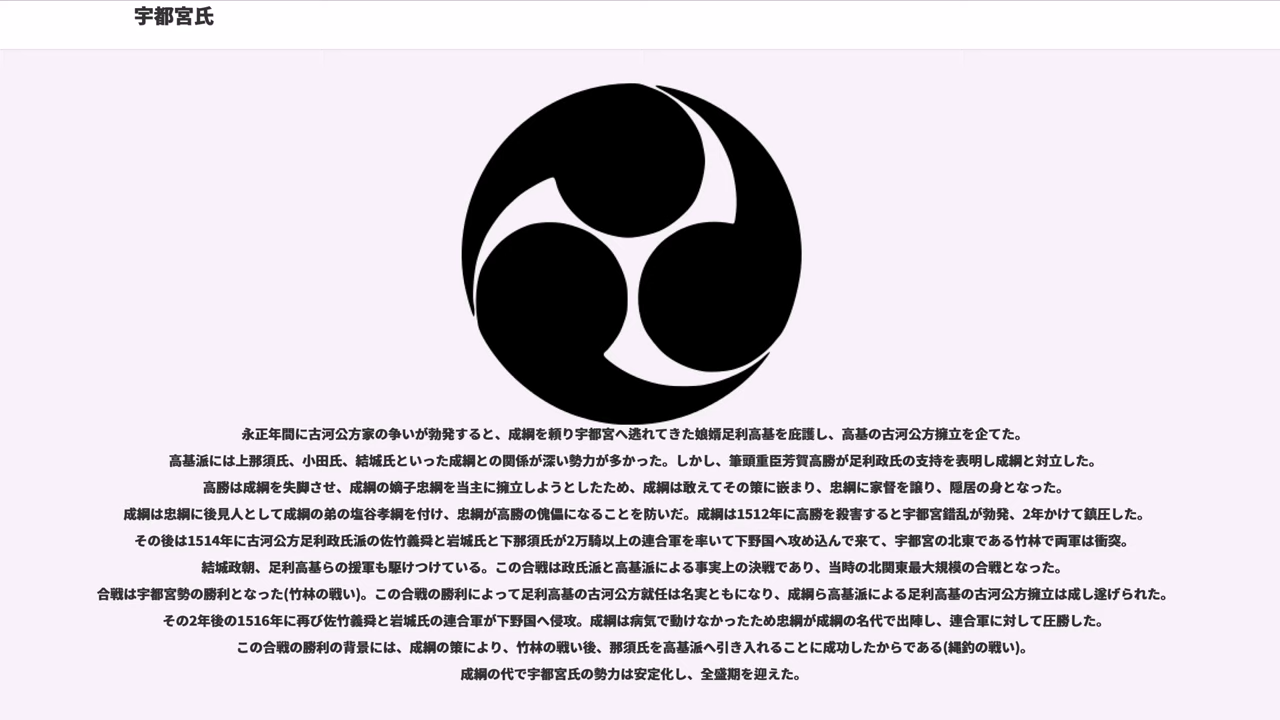 宇都宮氏
永正年間に古河公方家の争いが勃発すると、成綱を頼り宇都宮へ逃れてきた娘婿足利高基を庇護し、高基の古河公方擁立を企てた。
高基派には上那須氏、小田氏、結城氏といった成綱との関係が深い勢力が多かった。しかし、筆頭重臣芳賀高勝が足利政氏の支持を表明し成綱と対立した。
高勝は成綱を失脚させ、成綱の嫡子忠綱を当主に擁立しようとしたため、成綱は敢えてその策に嵌まり、忠綱に家督を譲り、隠居の身となった。
成綱は忠綱に後見人として成綱の弟の塩谷孝綱を付け、忠綱が高勝の傀儡になることを防いだ。成綱は1512年に高勝を殺害すると宇都宮錯乱が勃発、2年かけて鎮圧した。
その後は1514年に古河公方足利政氏派の佐竹義舜と岩城氏と下那須氏が2万騎以上の連合軍を率いて下野国へ攻め込んで来て、宇都宮の北東である竹林で両軍は衝突。
結城政朝、足利高基らの援軍も駆けつけている。この合戦は政氏派と高基派による事実上の決戦であり、当時の北関東最大規模の合戦となった。
合戦は宇都宮勢の勝利となった(竹林の戦い)。この合戦の勝利によって足利高基の古河公方就任は名実ともになり、成綱ら高基派による足利高基の古河公方擁立は成し遂げられた。
その2年後の1516年に再び佐竹義舜と岩城氏の連合軍が下野国へ侵攻。成綱は病気で動けなかったため忠綱が成綱の名代で出陣し、連合軍に対して圧勝した。
この合戦の勝利の背景には、成綱の策により、竹林の戦い後、那須氏を高基派へ引き入れることに成功したからである(縄釣の戦い)。
成綱の代で宇都宮氏の勢力は安定化し、全盛期を迎えた。